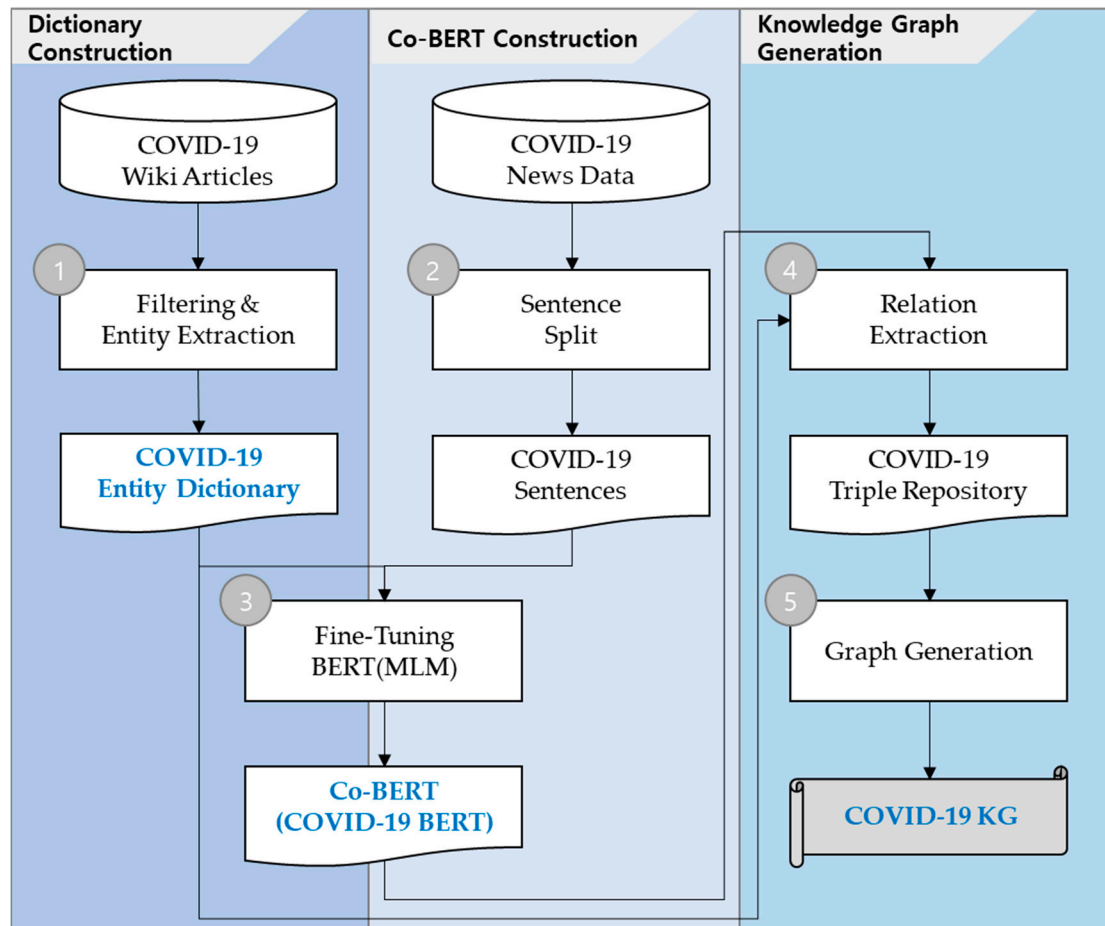 Dictionary
Construction
COVID-19
Wiki Articles
1
Filtering &
Entity Extraction
COVID-19
Entity Dictionary
Co-BERT Construction
COVID-19
News Data
2
Sentence
Split
COVID-19
Sentences
3
Fine-Tuning
BERT(MLM)
Co-BERT
(COVID-19 BERT)
Knowledge Graph
Generation
4
Relation
Extraction
COVID-19
Triple Repository
5
Graph Generation
COVID-19 KG